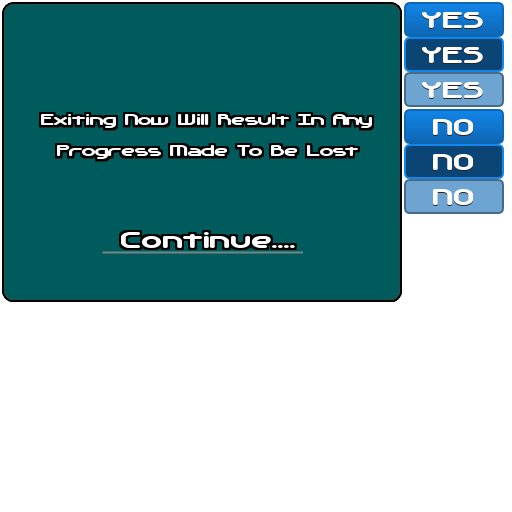 Exiting Now Will Result In Any
Progress Made To Be Lost
Continue....
YES
YES
YES
NO
NO
NO